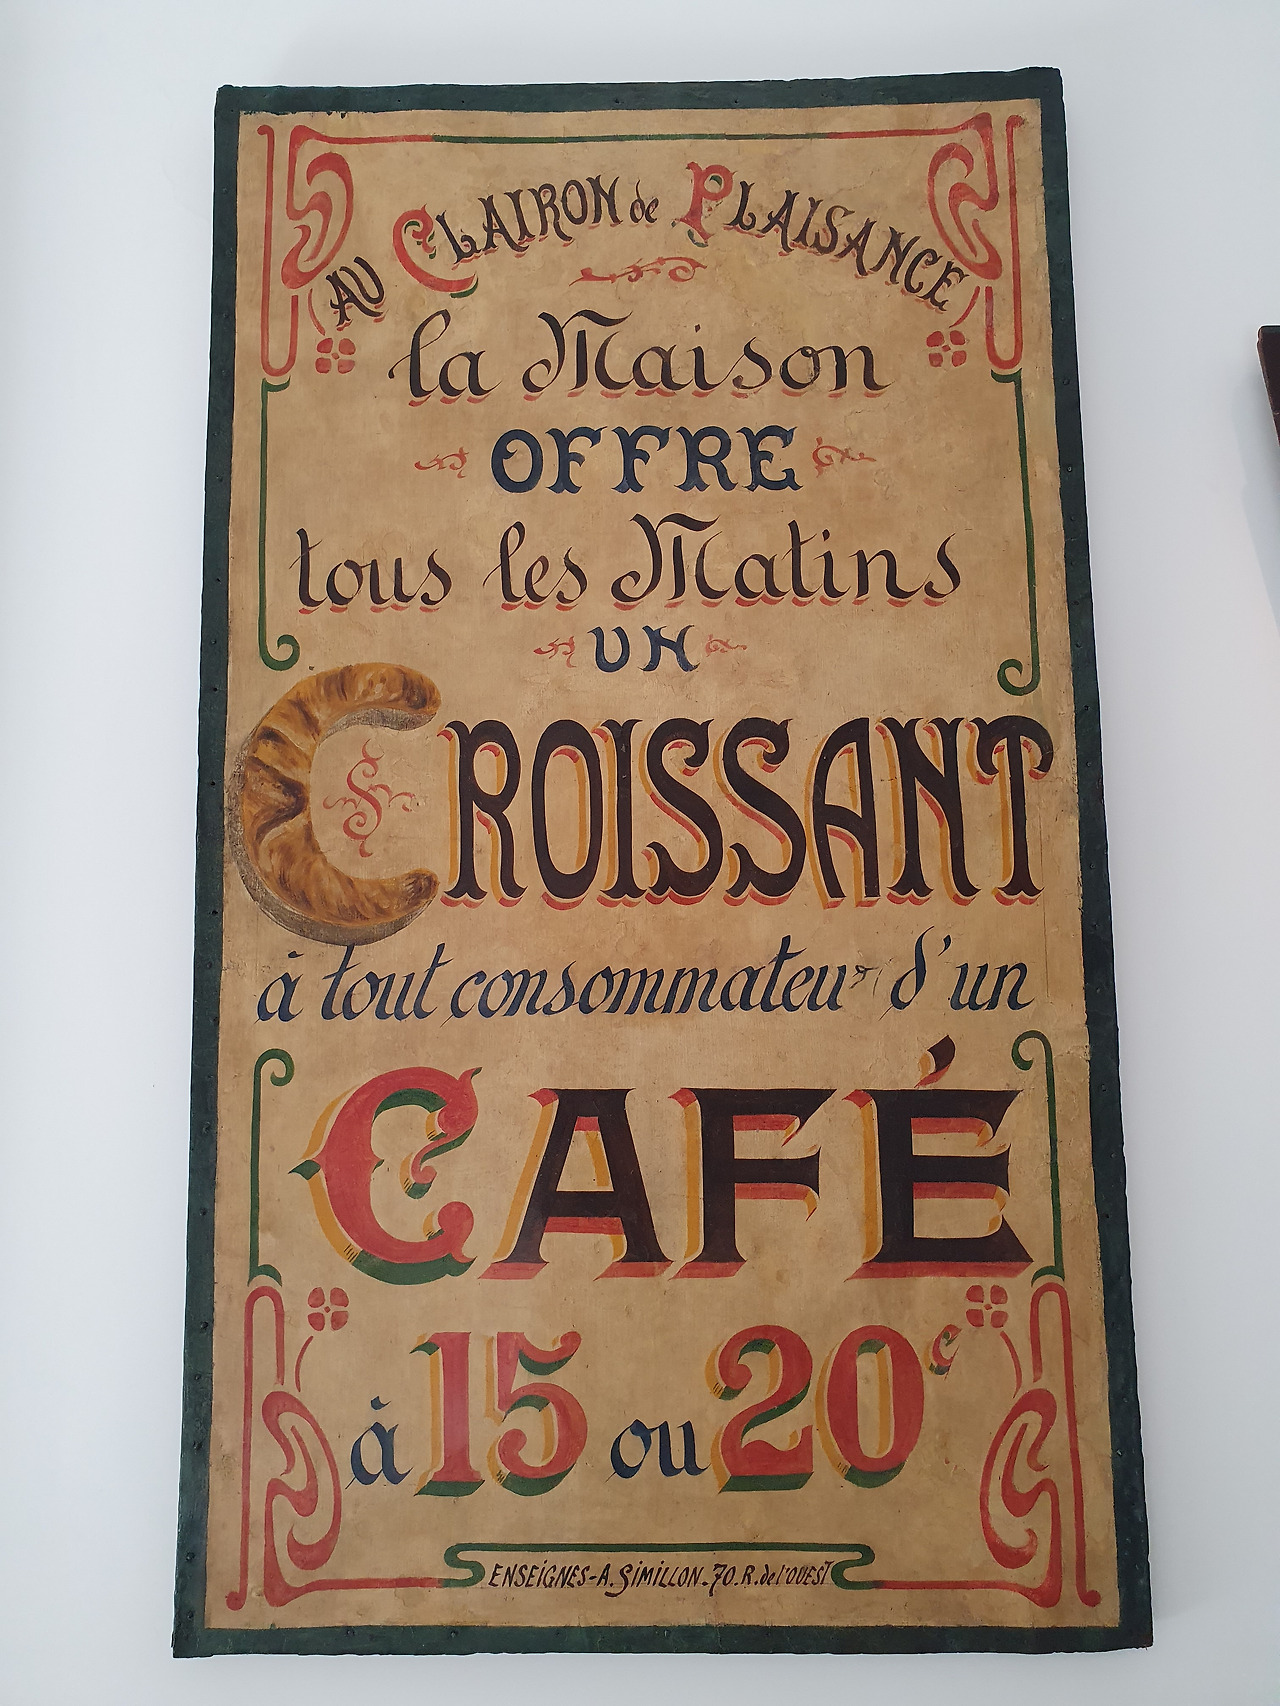 AU CLAIRON de PLAISANCE
la Maison
OFFRE
tous les Matins
UN
CROISSANT
à tout consommateur d'un
CAFÉ
à 15 ou 20c
ENSEIGNES-A.SIMILLON.70.R.de l'OUEST